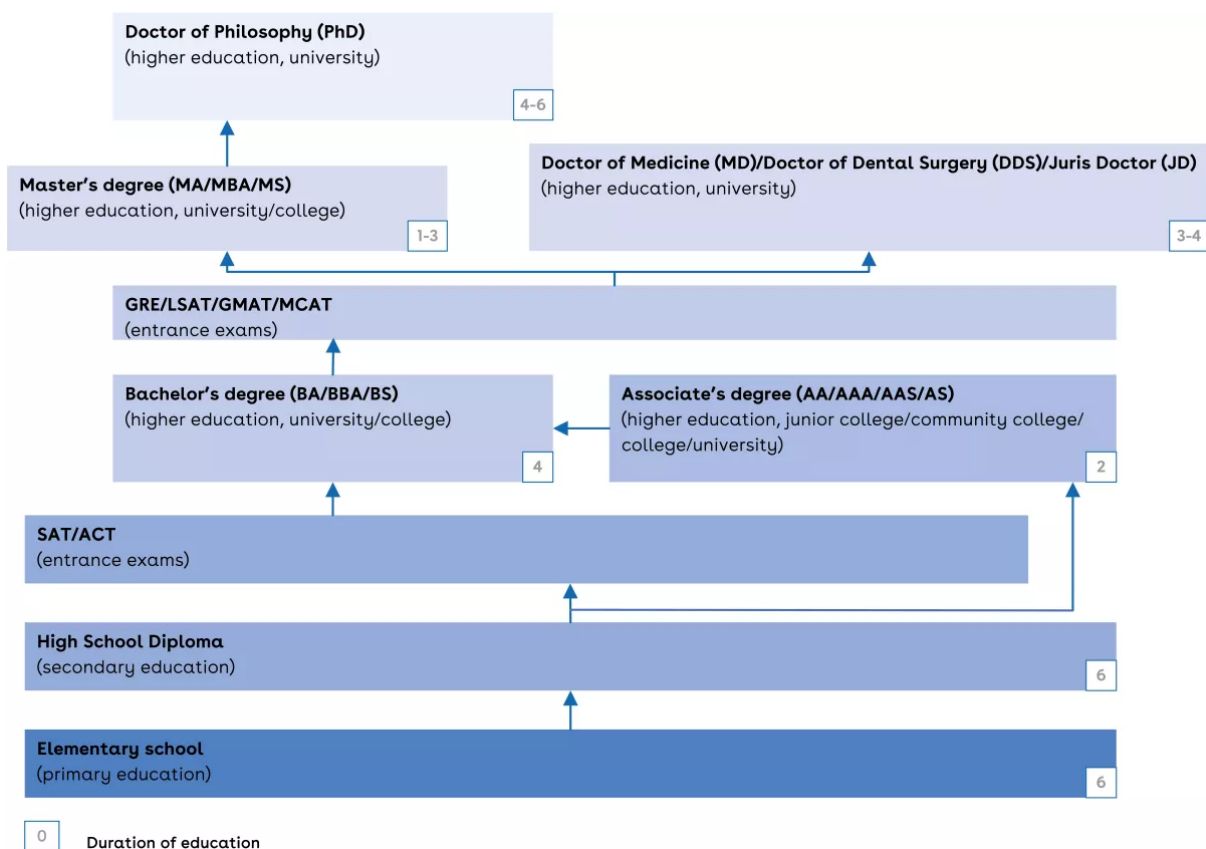 Doctor of Philosophy (PhD)
(higher education, university)
4-6
Master's degree (MA/MBA/MS)
(higher education, university/college)
1-3
Doctor of Medicine (MD)/Doctor of Dental Surgery (DDS)/Juris Doctor (JD)
(higher education, university)
3-4
GRE/LSAT/GMAT/MCAT
(entrance exams)
Bachelor's degree (BA/BBA/BS)
(higher education, university/college)
4
Associate's degree (AA/AAA/AAS/AS)
(higher education, junior college/community college/
college/university)
2
SAT/ACT
(entrance exams)
High School Diploma
(secondary education)
6
Elementary school
(primary education)
6
0
Duration of education